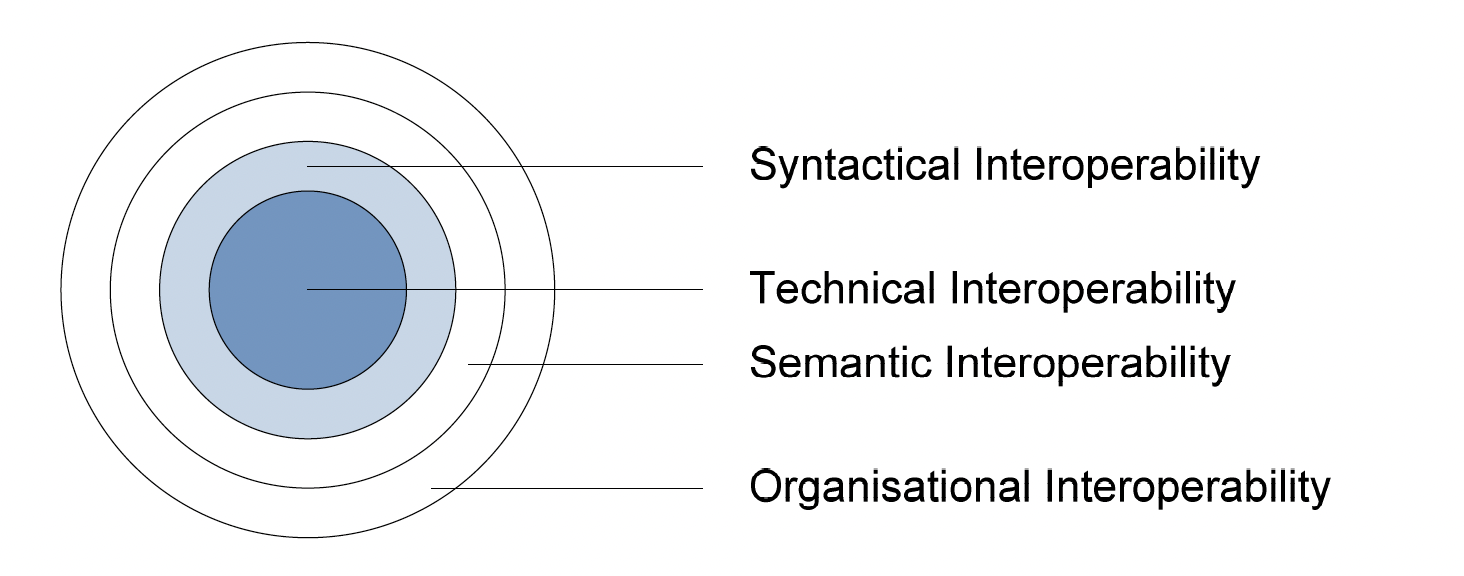 Syntactical Interoperability
Technical Interoperability
Semantic Interoperability
Organisational Interoperability